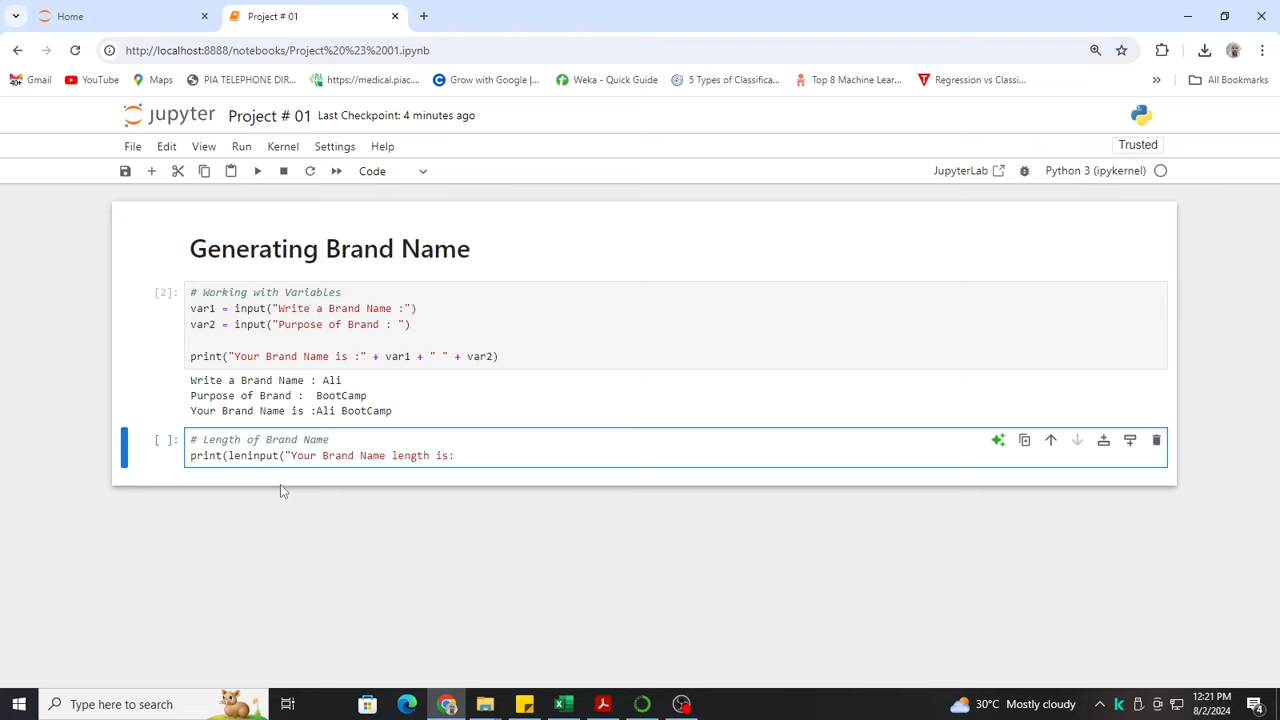 Home
Project # 01
http://localhost:8888/notebooks/Project%20%23%2001.ipynb
Gmail
YouTube
Maps
PIA TELEPHONE DIR...
https://medical.piac...
Grow with Google |...
Weka - Quick Guide
5 Types of Classifica...
Top 8 Machine Lear...
Regression vs Classi...
»
All Bookmarks
jupyter Project # 01 Last Checkpoint: 4 minutes ago
File Edit View Run Kernel Settings Help
Trusted
Code
JupyterLab
Python 3 (ipykernel)
Generating Brand Name
[2]:
# Working with Variables
var1 = input("Write a Brand Name :")
var2 = input("Purpose of Brand : ")
print("Your Brand Name is :" + var1 + " " + var2)
Write a Brand Name : Ali
Purpose of Brand :  BootCamp
Your Brand Name is :Ali BootCamp
[ ]:
# Length of Brand Name
print(leninput("Your Brand Name length is:
Type here to search
30°C Mostly cloudy
12:21 PM
8/2/2024